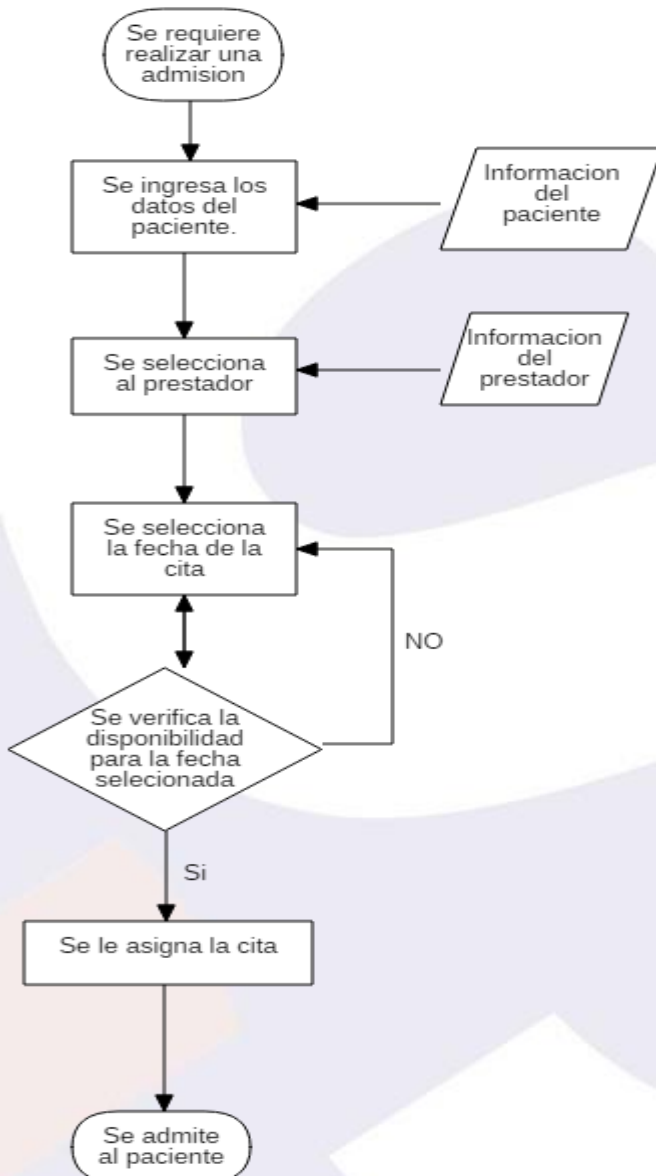 Se requiere
realizar una
admision
Se ingresa los
datos del
paciente.
Informacion
del
paciente
Se selecciona
al prestador
Informacion
del
prestador
Se selecciona
la fecha de la
cita
NO
Se verifica la
disponibilidad
para la fecha
selecionada
Si
Se le asigna la cita
Se admite
al paciente